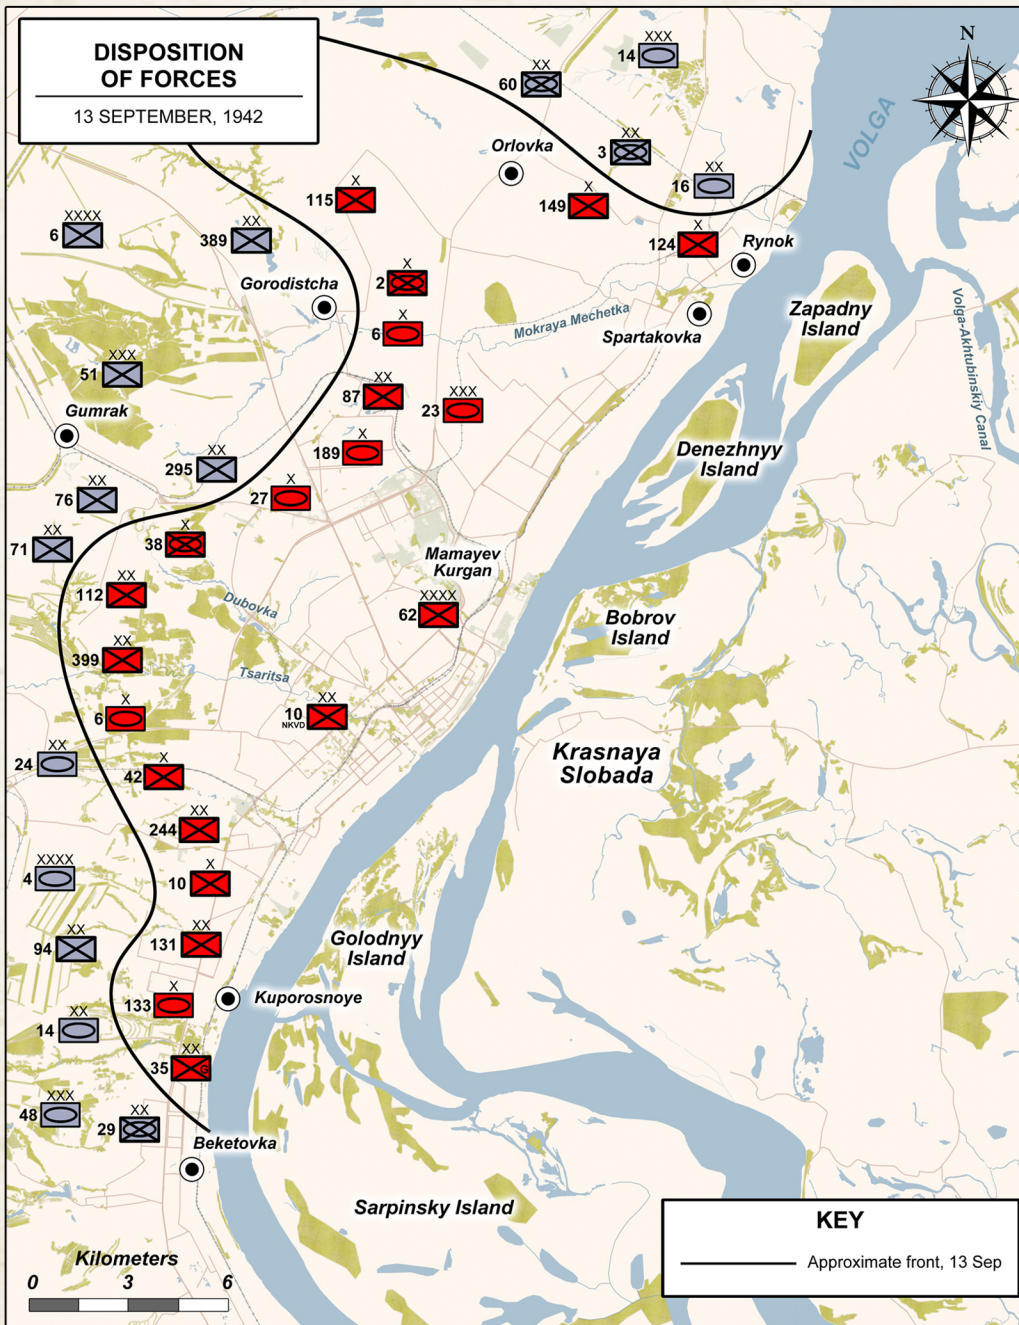 DISPOSITION
OF FORCES
13 SEPTEMBER, 1942
XXX
14
XX
60
N
VOLGA
Orlovka
XX
3
XX
16
X
115
X
149
XXXX
6
XX
389
X
124
Rynok
Gorodistcha
X
2
Zapadny
Island
X
6
Mokraya Mechetka
Spartakovka
Volga-Akhtubinskiy Canal
XXX
51
XX
87
XXX
23
Gumrak
X
189
Denezhnyy
Island
XX
295
XX
76
X
27
XX
71
X
38
Mamayev
Kurgan
XX
112
Dubovka
XXXX
62
Bobrov
Island
XX
399
Tsaritsa
X
6
XX
10
NKVD
XX
24
X
42
Krasnaya
Slobada
XX
244
XXXX
4
X
10
XX
94
XX
131
Golodnyy
Island
X
133
Kuporosnoye
XX
14
XX
35
G
XXX
48
XX
29
Beketovka
Sarpinsky Island
KEY
Approximate front, 13 Sep
Kilometers
0 3 6